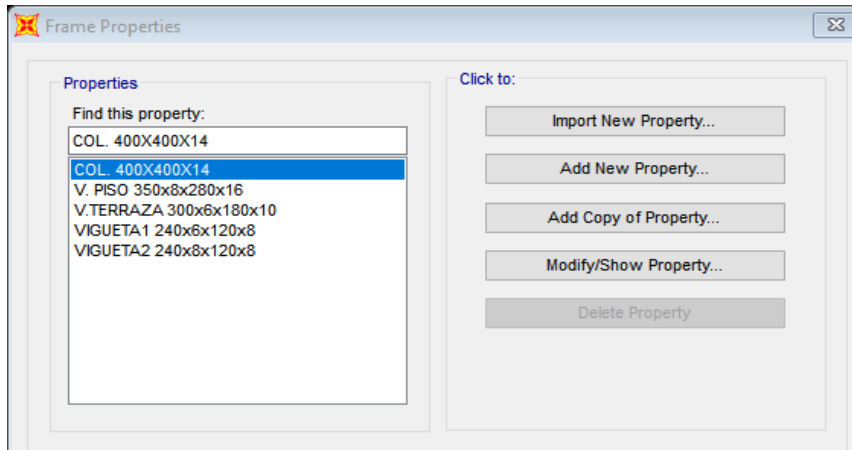 Frame Properties
Properties
Find this property:
COL. 400X400X14
COL. 400X400X14
V. PISO 350x8x280x16
V.TERRAZA 300x6x180x10
VIGUETA1 240x6x120x8
VIGUETA2 240x8x120x8
Click to:
Import New Property...
Add New Property...
Add Copy of Property...
Modify/Show Property...
Delete Property